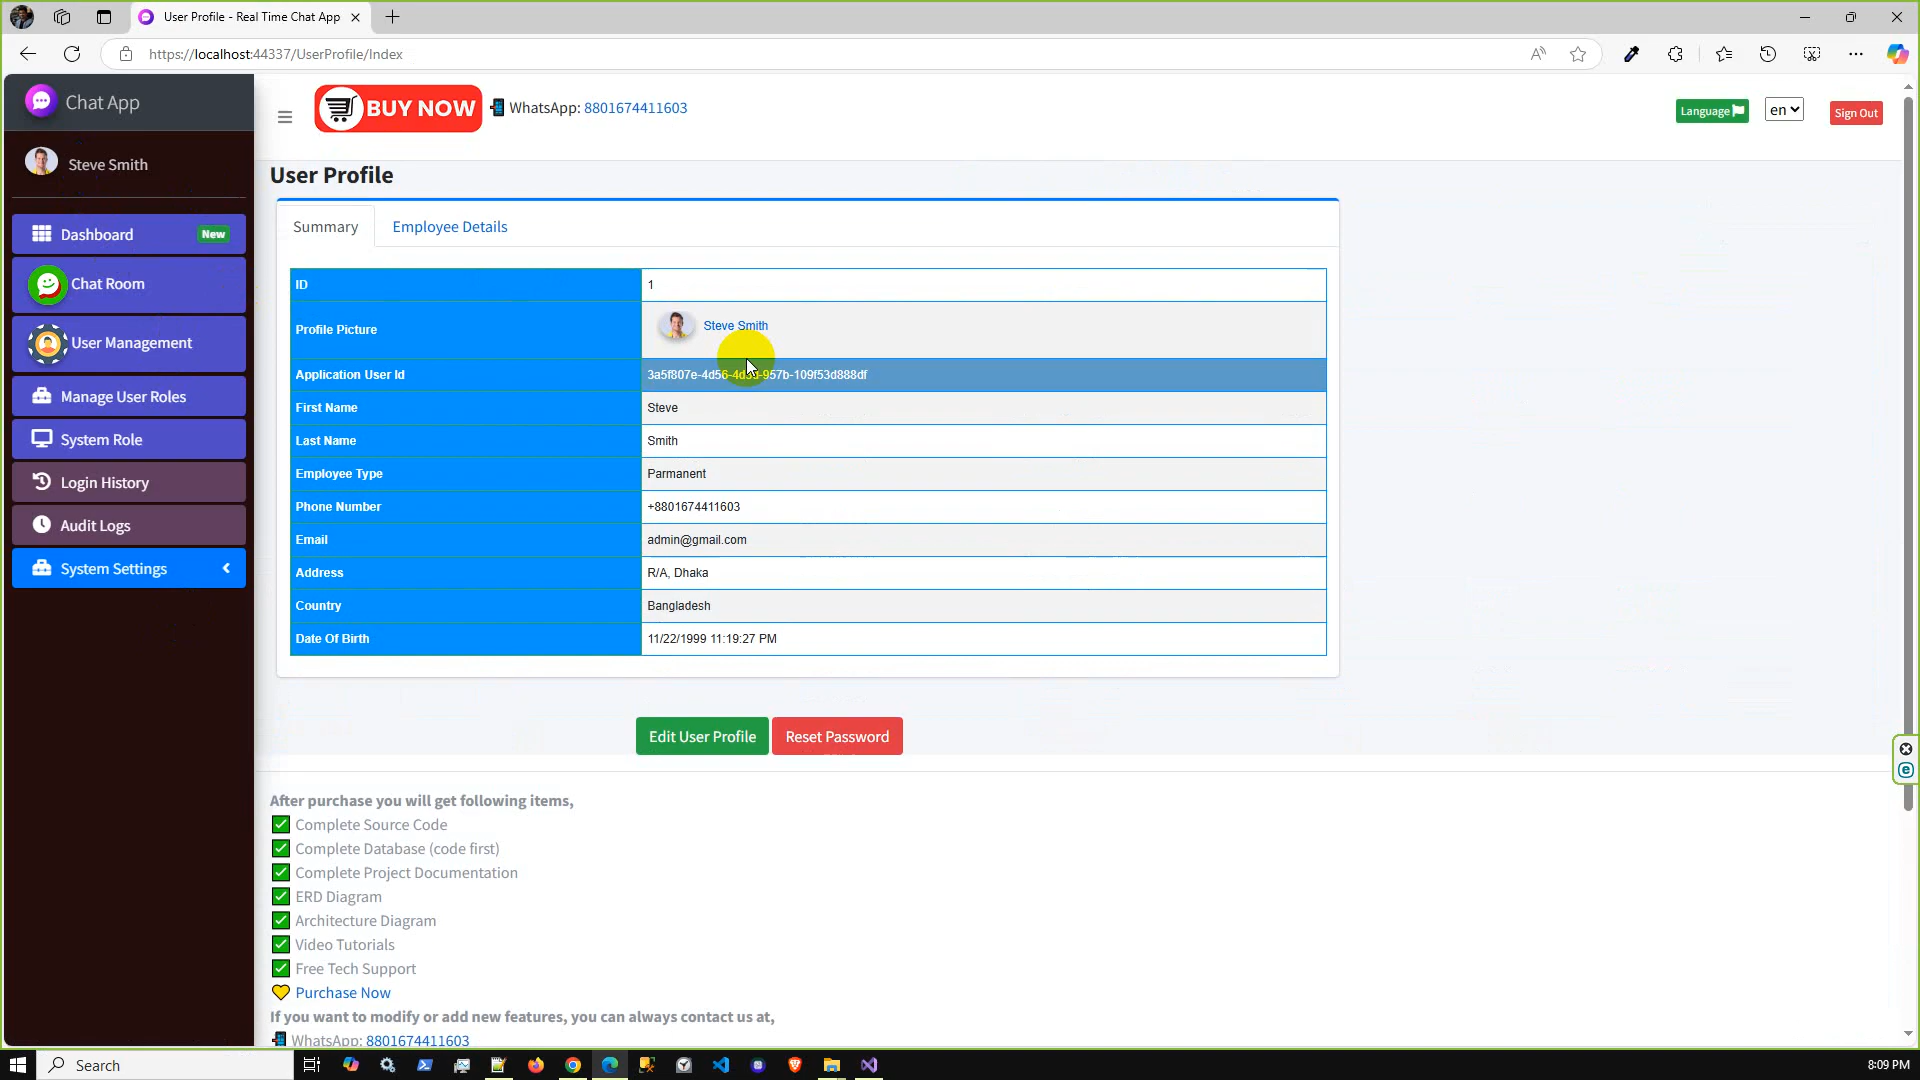 User Profile - Real Time Chat App
https://localhost:44337/UserProfile/Index
Chat App
BUY NOW
WhatsApp: 8801674411603
Language
en
Sign Out
Steve Smith
Dashboard New
Chat Room
User Management
Manage User Roles
System Role
Login History
Audit Logs
System Settings
User Profile
Summary Employee Details
ID 1
Profile Picture Steve Smith
Application User Id 3a5f807e-4d56-4d3d-957b-109f53d888df
First Name Steve
Last Name Smith
Employee Type Parmanent
Phone Number +8801674411603
Email admin@gmail.com
Address R/A, Dhaka
Country Bangladesh
Date Of Birth 11/22/1999 11:19:27 PM
Edit User Profile Reset Password
After purchase you will get following items,
Complete Source Code
Complete Database (code first)
Complete Project Documentation
ERD Diagram
Architecture Diagram
Video Tutorials
Free Tech Support
Purchase Now
If you want to modify or add new features, you can always contact us at,
WhatsApp: 8801674411603
Search
8:09 PM